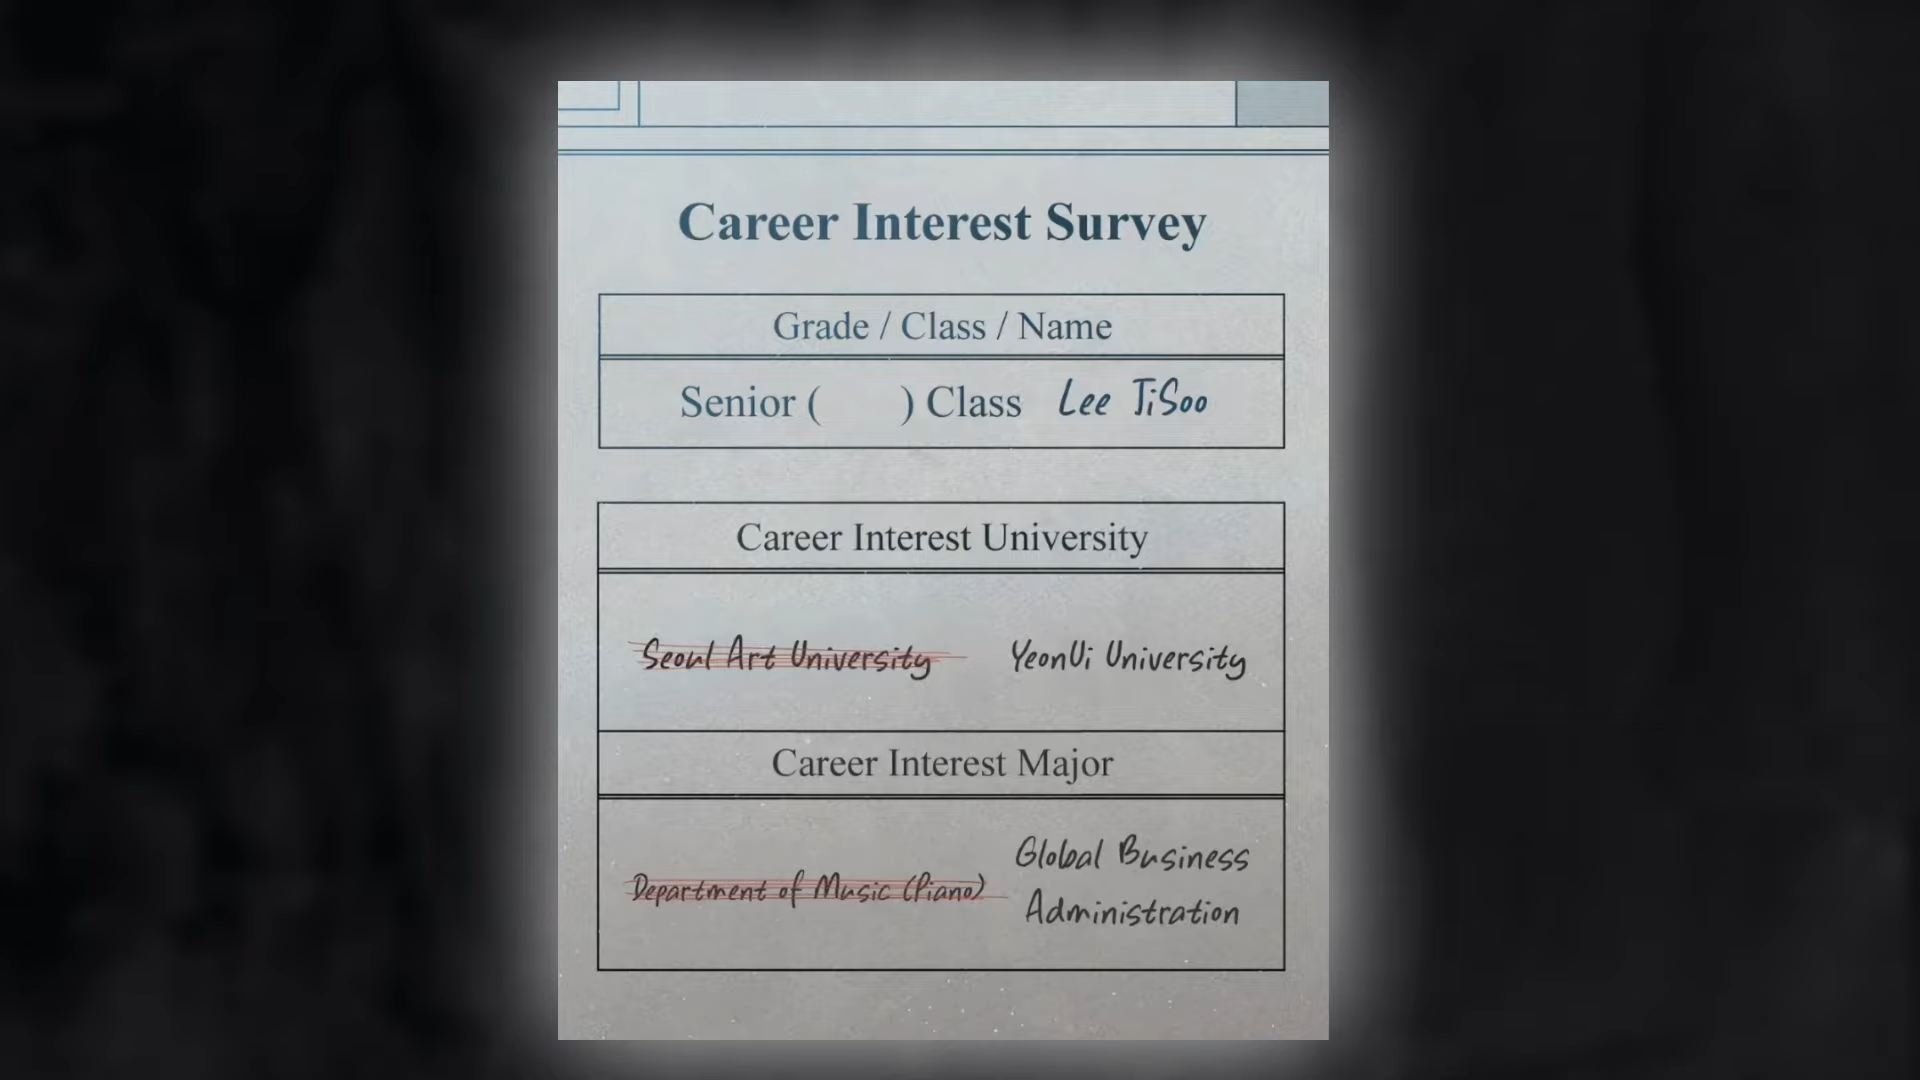 Career Interest Survey
Grade / Class / Name
Senior (     ) Class Lee JiSoo
Career Interest University
Seoul Art University YeonUi University
Career Interest Major
Department of Music (Piano) Global Business
Administration